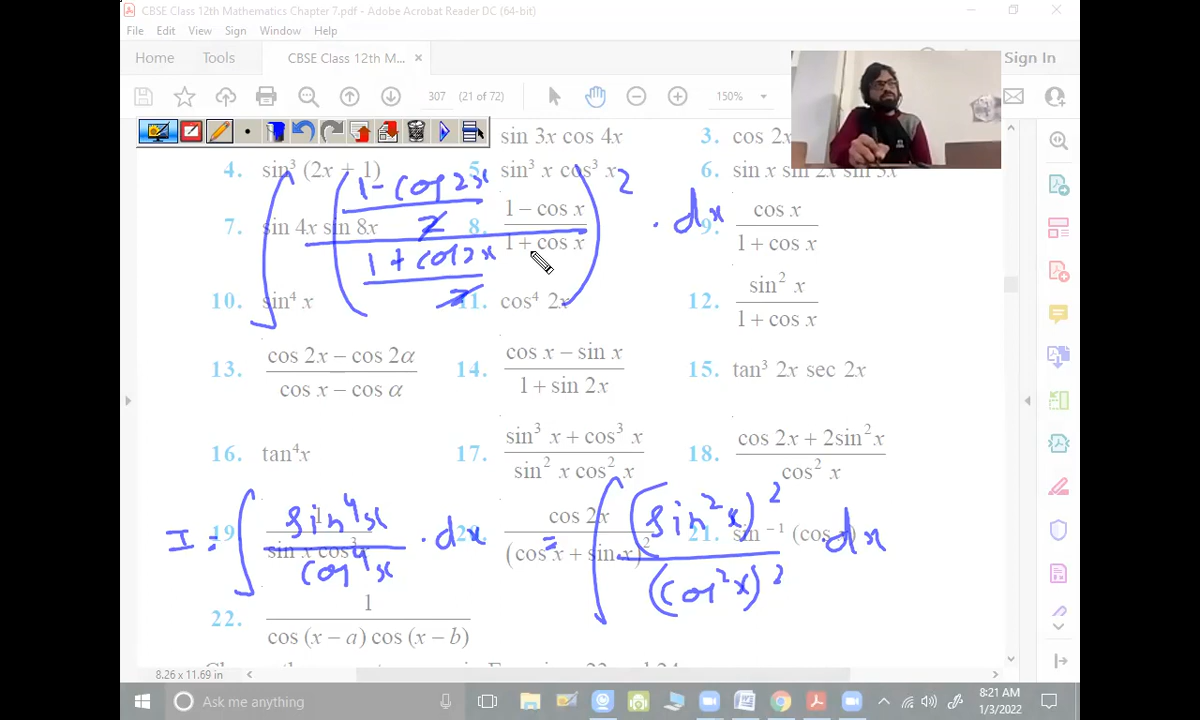 CBSE Class 12th Mathematics Chapter 7.pdf - Adobe Acrobat Reader DC (64-bit)
File Edit View Sign Window Help
Home Tools CBSE Class 12th M... × Sign In
307 (21 of 72) 150%
sin 3x cos 4x 3. cos 2x
4. sin³ (2x + 1) 5. sin³ x cos³ x 6. sin x sin 2x sin 3x
7. sin 4x sin 8x 8. (1 − cos x)/(1 + cos x) 9. (cos x)/(1 + cos x)
∫ (((1 - cos 2x)/2)/((1 + cos 2x)/2))² . dx
10. sin⁴ x 11. cos⁴ 2x 12. (sin² x)/(1 + cos x)
13. (cos 2x − cos 2α)/(cos x − cos α) 14. (cos x − sin x)/(1 + sin 2x) 15. tan³ 2x sec 2x
16. tan⁴x 17. (sin³ x + cos³ x)/(sin² x cos² x) 18. (cos 2x + 2sin²x)/(cos² x)
19. 1/(sin x cos³ x) 20. (cos 2x)/(cos x + sin x)² 21. sin⁻¹ (cos x)
I = ∫ (sin⁴x)/(cos⁴x) . dx = ∫ (sin²x)²/(cos²x)² . dx
22. 1/(cos (x − a) cos (x − b))
8.26 x 11.69 in
Ask me anything
8:21 AM
1/3/2022